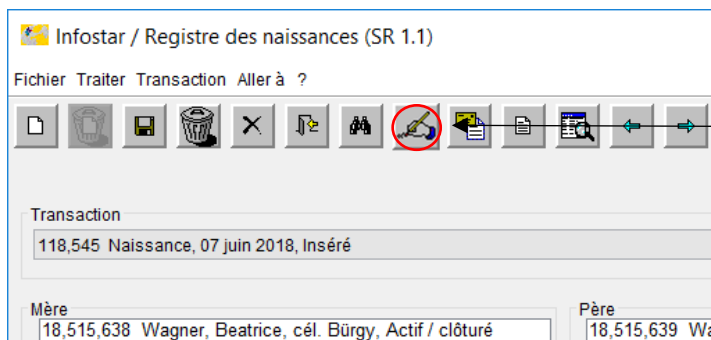 Infostar / Registre des naissances (SR 1.1)
Fichier Traiter Transaction Aller à ?
Transaction
118,545 Naissance, 07 juin 2018, Inséré
Mère
18,515,638 Wagner, Beatrice, cél. Bürgy, Actif / clôturé
Père
18,515,639